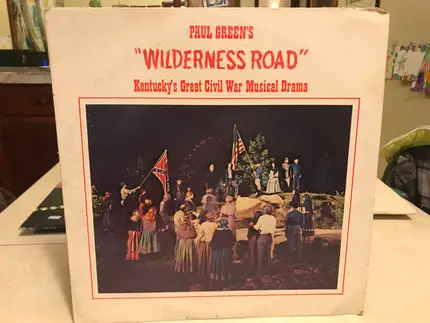 PAUL GREEN'S
"WILDERNESS ROAD"
Kentucky's Great Civil War Musical Drama